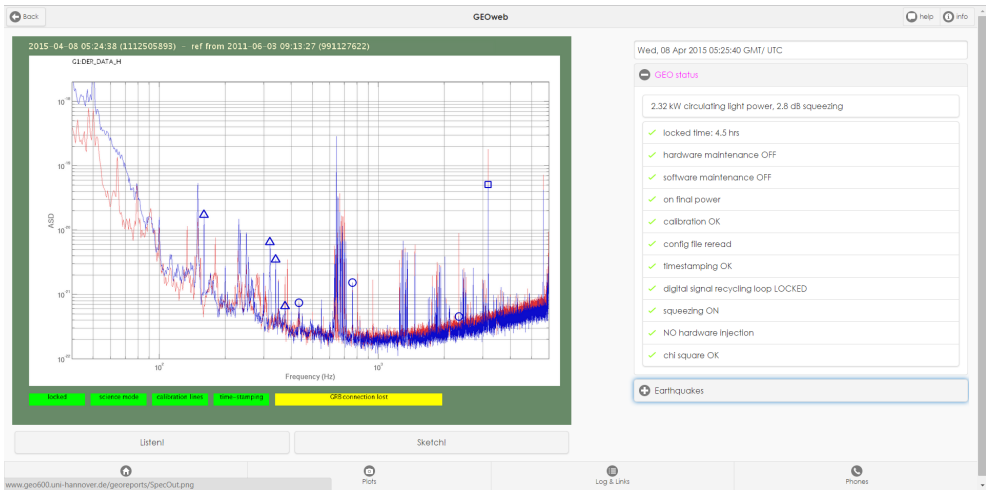 Back
GEOweb
help
info
2015-04-08 05:24:38 (1112505893) - ref from 2011-06-03 09:13:27 (991127622)
G1:DER_DATA_H
ASD
10²
10³
Frequency (Hz)
locked
science mode
calibration lines
time-stamping
GRB connection lost
Listen!
Sketch!
Wed, 08 Apr 2015 05:25:40 GMT/ UTC
GEO status
2.32 kW circulating light power, 2.8 dB squeezing
locked time: 4.5 hrs
hardware maintenance OFF
software maintenance OFF
on final power
calibration OK
config file reread
timestamping OK
digital signal recycling loop LOCKED
squeezing ON
NO hardware injection
chi square OK
Earthquakes
Plots
Log & Links
Phones
www.geo600.uni-hannover.de/georeports/SpecOut.png